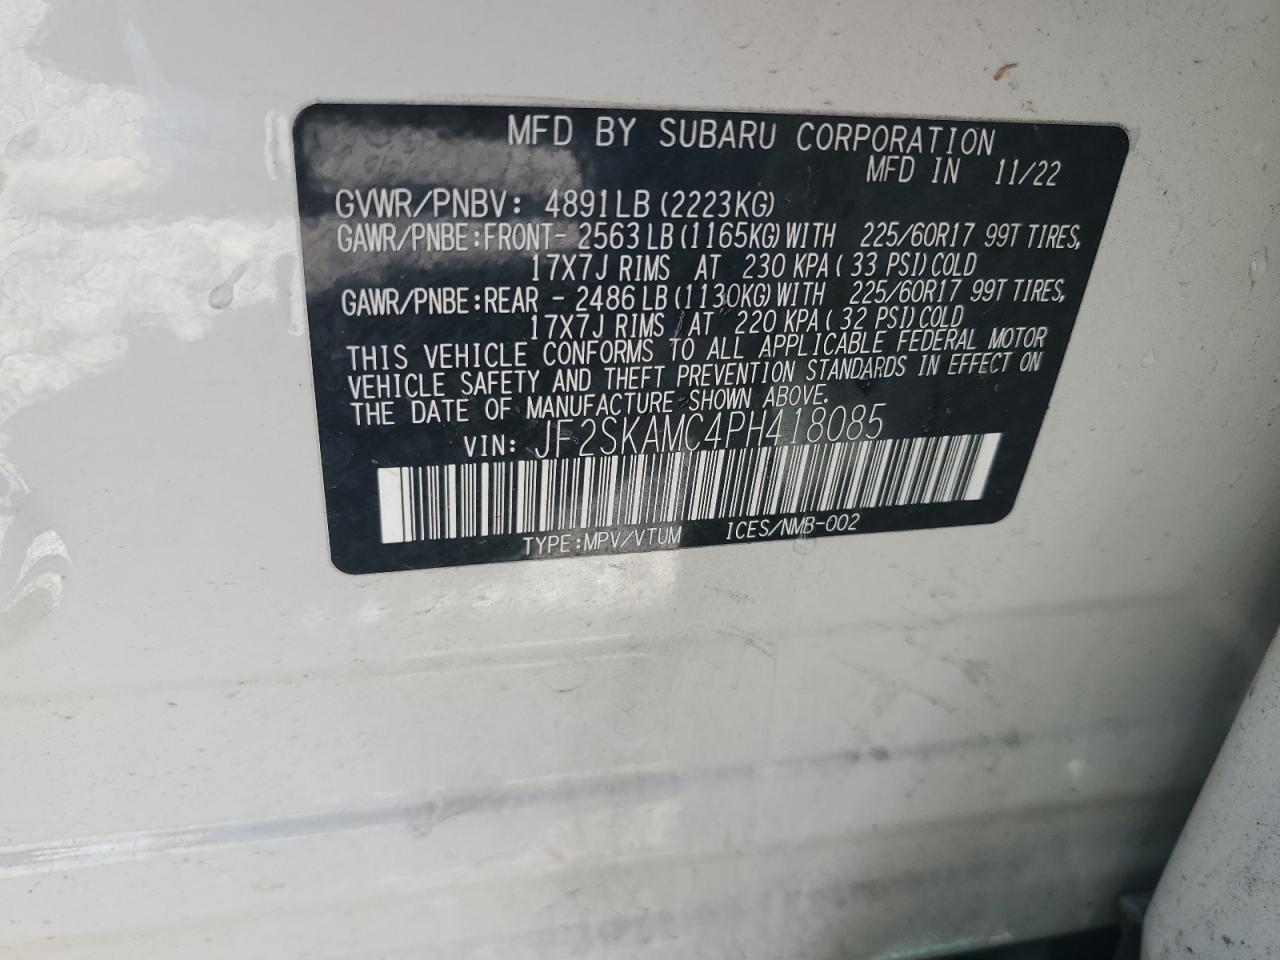 MFD BY SUBARU CORPORATION
MFD IN 11/22
GVWR/PNBV: 4891LB (2223KG)
GAWR/PNBE:FRONT- 2563LB (1165KG) WITH 225/60R17 99T TIRES,
17X7J RIMS AT 230 KPA ( 33 PSI) COLD
GAWR/PNBE:REAR - 2486LB (1130KG) WITH 225/60R17 99T TIRES,
17X7J RIMS AT 220 KPA ( 32 PSI) COLD
THIS VEHICLE CONFORMS TO ALL APPLICABLE FEDERAL MOTOR
VEHICLE SAFETY AND THEFT PREVENTION STANDARDS IN EFFECT ON
THE DATE OF MANUFACTURE SHOWN ABOVE.
VIN: JF2SKAMC4PH418085
TYPE:MPV/VTUM ICES/NMB-002